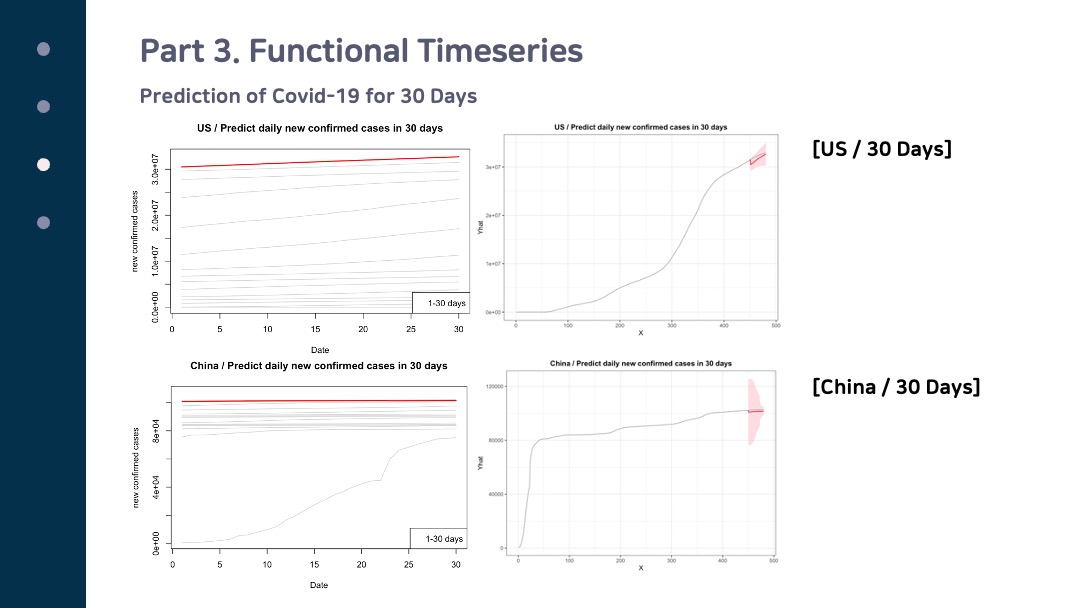 Part 3. Functional Timeseries
Prediction of Covid-19 for 30 Days
US / Predict daily new confirmed cases in 30 days
new confirmed cases
0.0e+00 1.0e+07 2.0e+07 3.0e+07
1-30 days
0 5 10 15 20 25 30
Date
US / Predict daily new confirmed cases in 30 days
Yhat
3e+07
2e+07
1e+07
0e+00
0 100 200 300 400 500
X
[US / 30 Days]
China / Predict daily new confirmed cases in 30 days
new confirmed cases
0e+00 4e+04 8e+04
1-30 days
0 5 10 15 20 25 30
Date
China / Predict daily new confirmed cases in 30 days
Yhat
120000
80000
40000
0
0 100 200 300 400 500
X
[China / 30 Days]